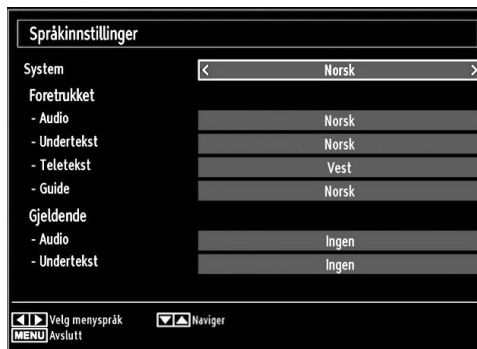 Språkinnstillinger
System < Norsk >
Foretrukket
- Audio Norsk
- Undertekst Norsk
- Teletekst Vest
- Guide Norsk
Gjeldende
- Audio Ingen
- Undertekst Ingen
Velg menyspråk Naviger
MENU Avslutt